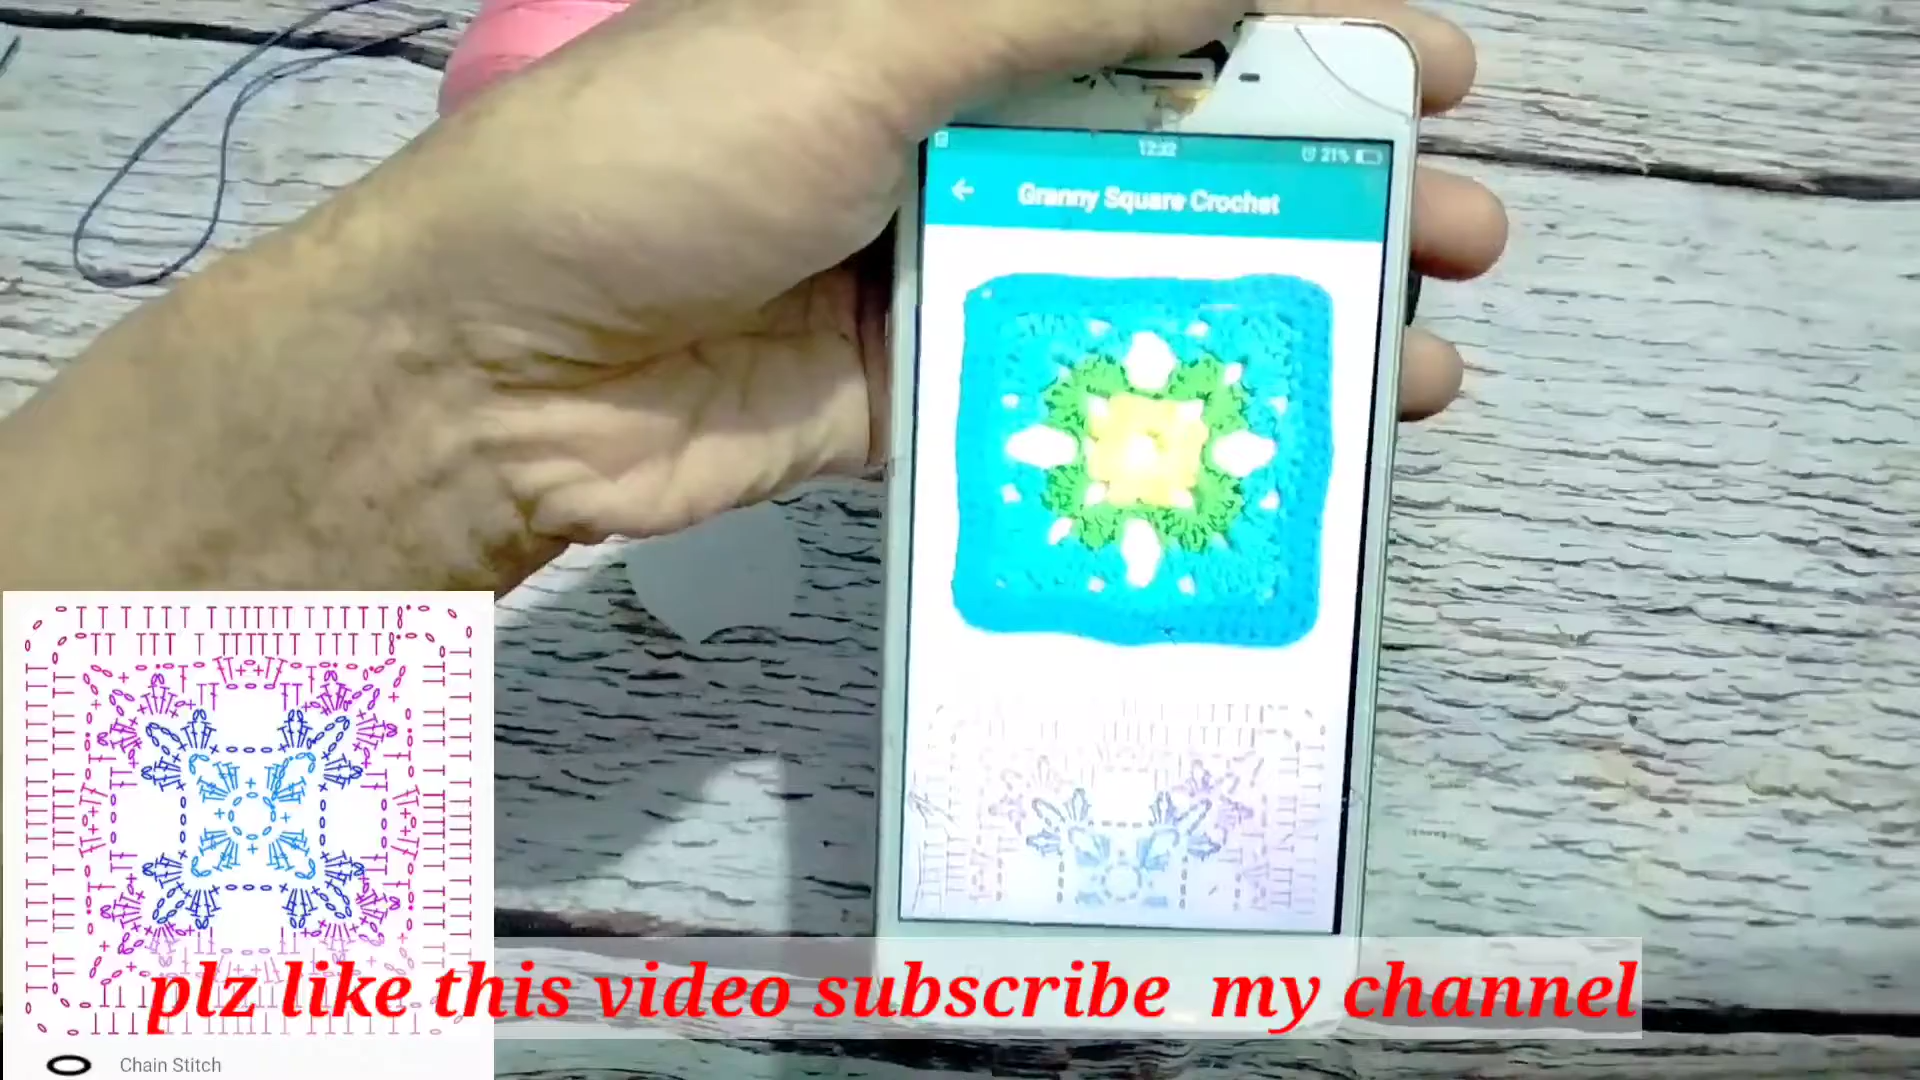 12:32
21%
Granny Square Crochet
plz like this video subscribe my channel
Chain Stitch